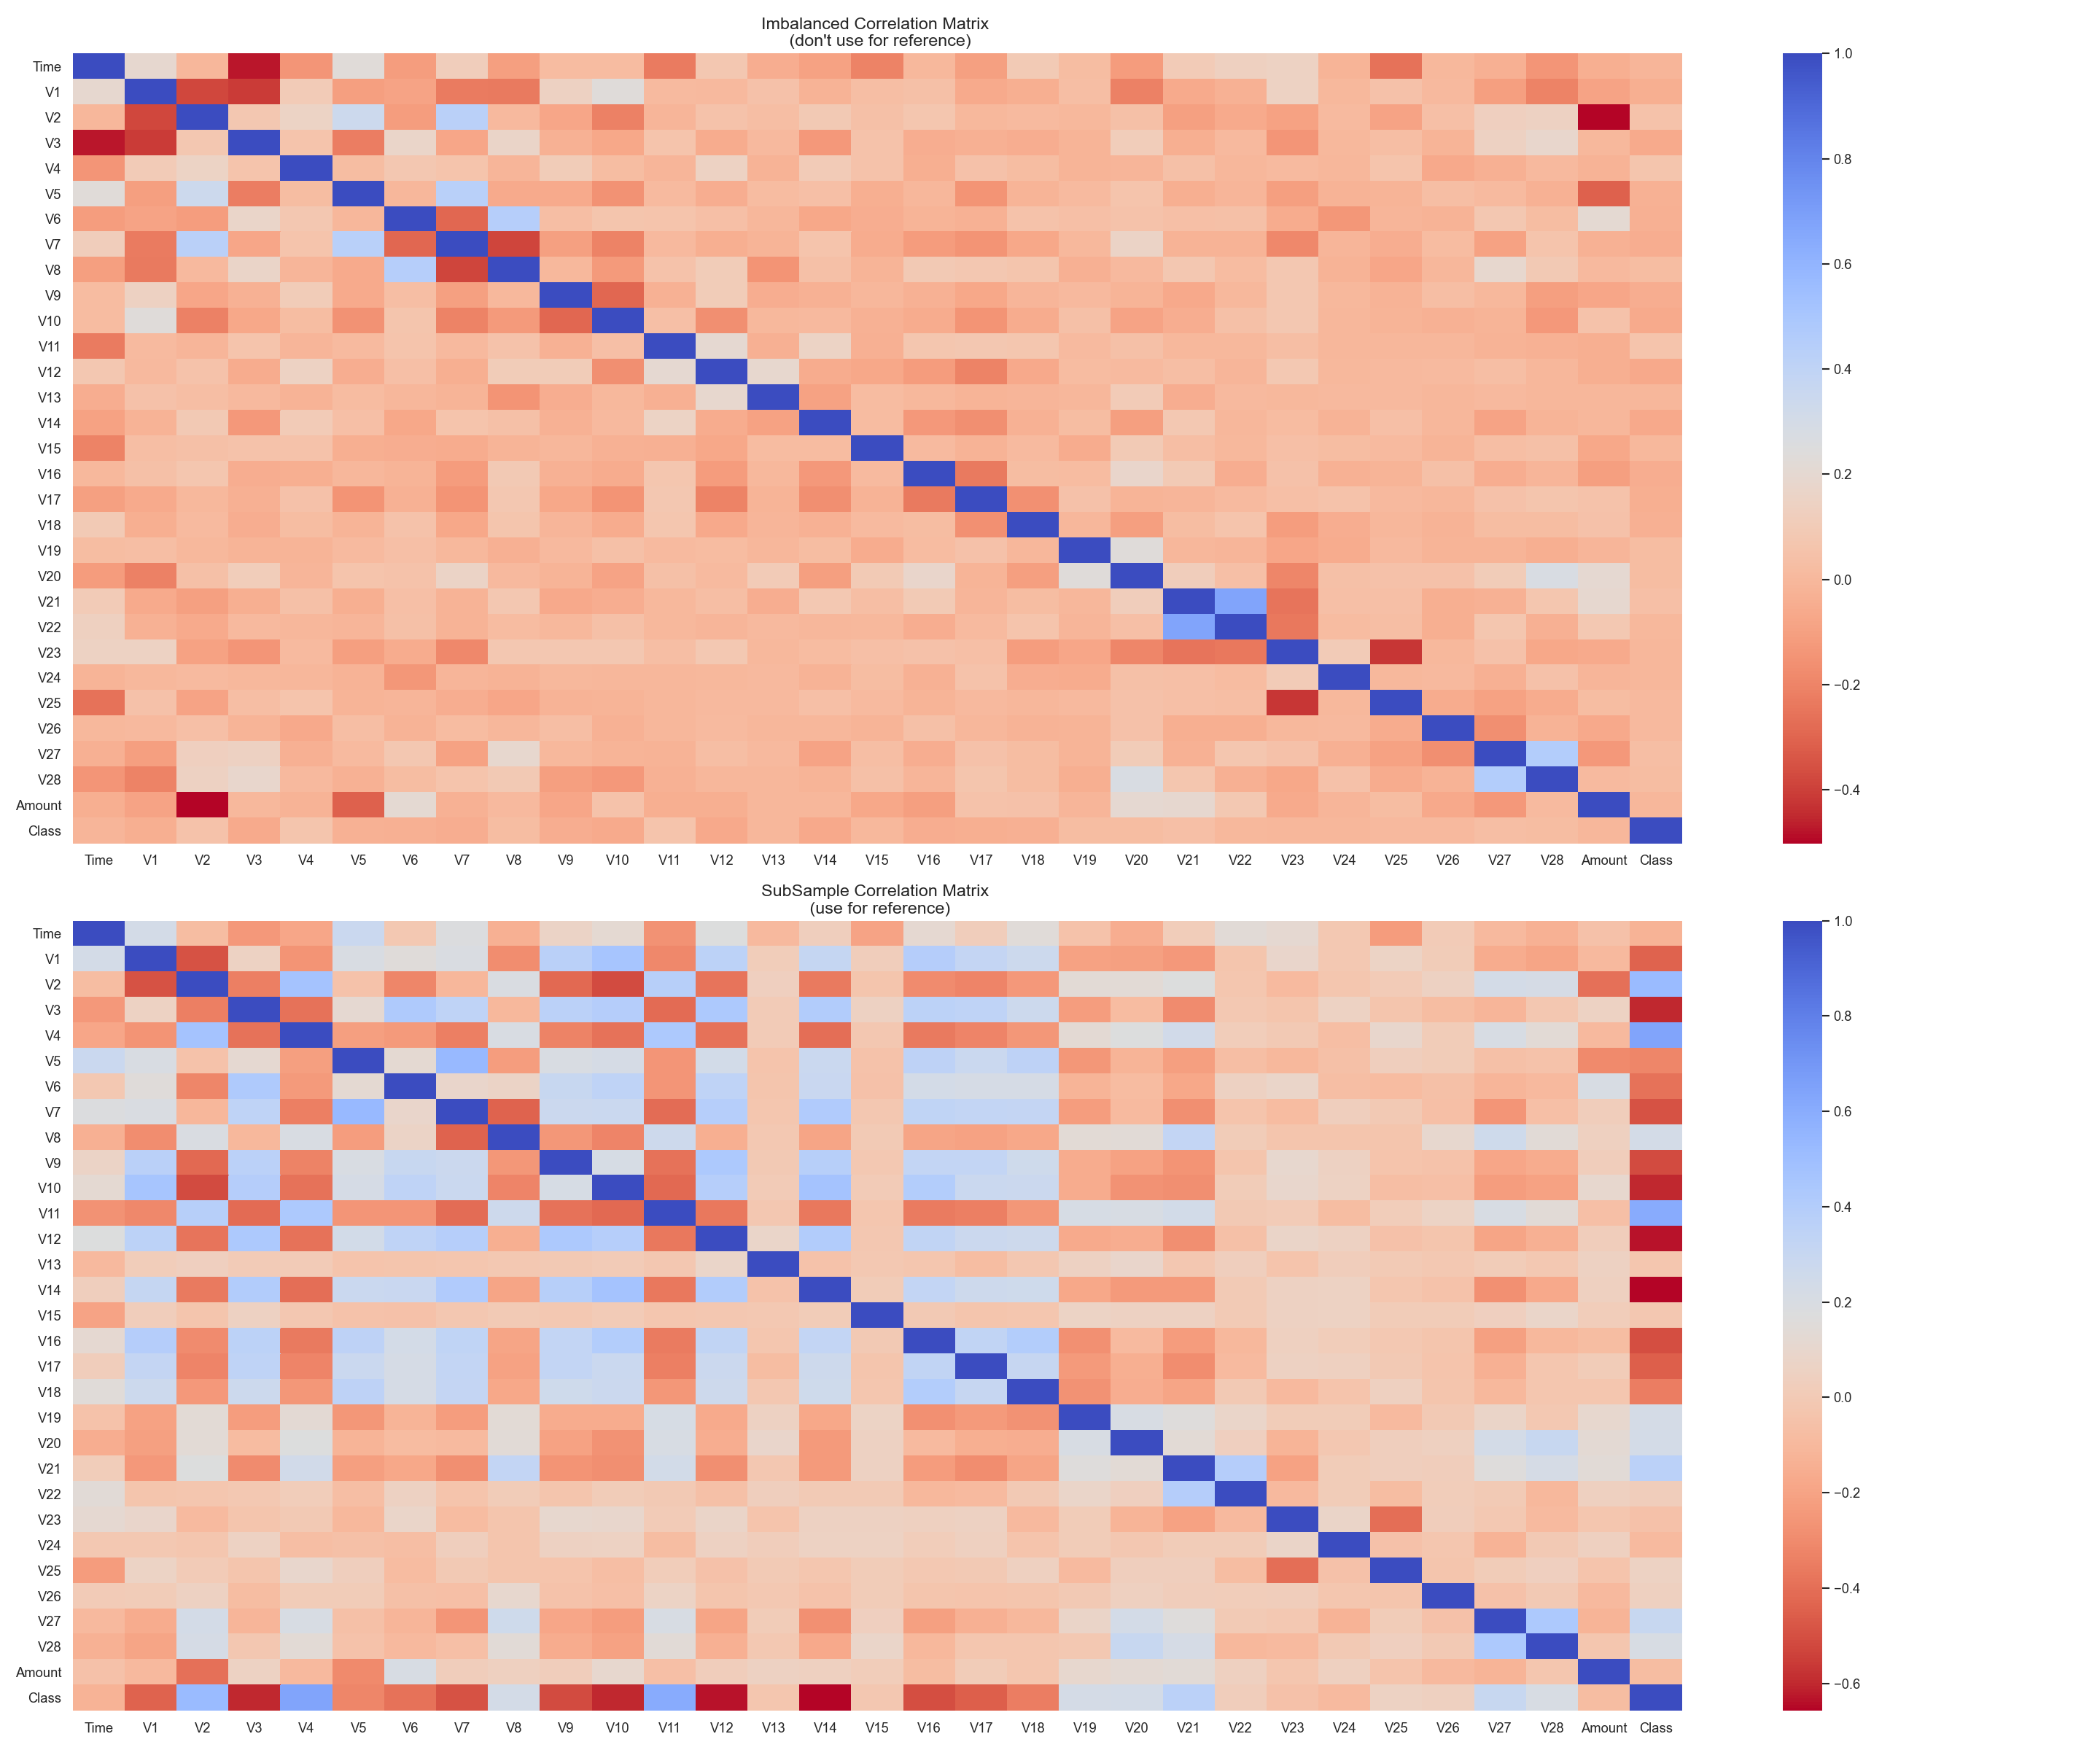 Imbalanced Correlation Matrix
(don't use for reference)
Time
V1
V2
V3
V4
V5
V6
V7
V8
V9
V10
V11
V12
V13
V14
V15
V16
V17
V18
V19
V20
V21
V22
V23
V24
V25
V26
V27
V28
Amount
Class
Time V1 V2 V3 V4 V5 V6 V7 V8 V9 V10 V11 V12 V13 V14 V15 V16 V17 V18 V19 V20 V21 V22 V23 V24 V25 V26 V27 V28 Amount Class
1.0
0.8
0.6
0.4
0.2
0.0
−0.2
−0.4
SubSample Correlation Matrix
(use for reference)
Time
V1
V2
V3
V4
V5
V6
V7
V8
V9
V10
V11
V12
V13
V14
V15
V16
V17
V18
V19
V20
V21
V22
V23
V24
V25
V26
V27
V28
Amount
Class
Time V1 V2 V3 V4 V5 V6 V7 V8 V9 V10 V11 V12 V13 V14 V15 V16 V17 V18 V19 V20 V21 V22 V23 V24 V25 V26 V27 V28 Amount Class
1.0
0.8
0.6
0.4
0.2
0.0
−0.2
−0.4
−0.6